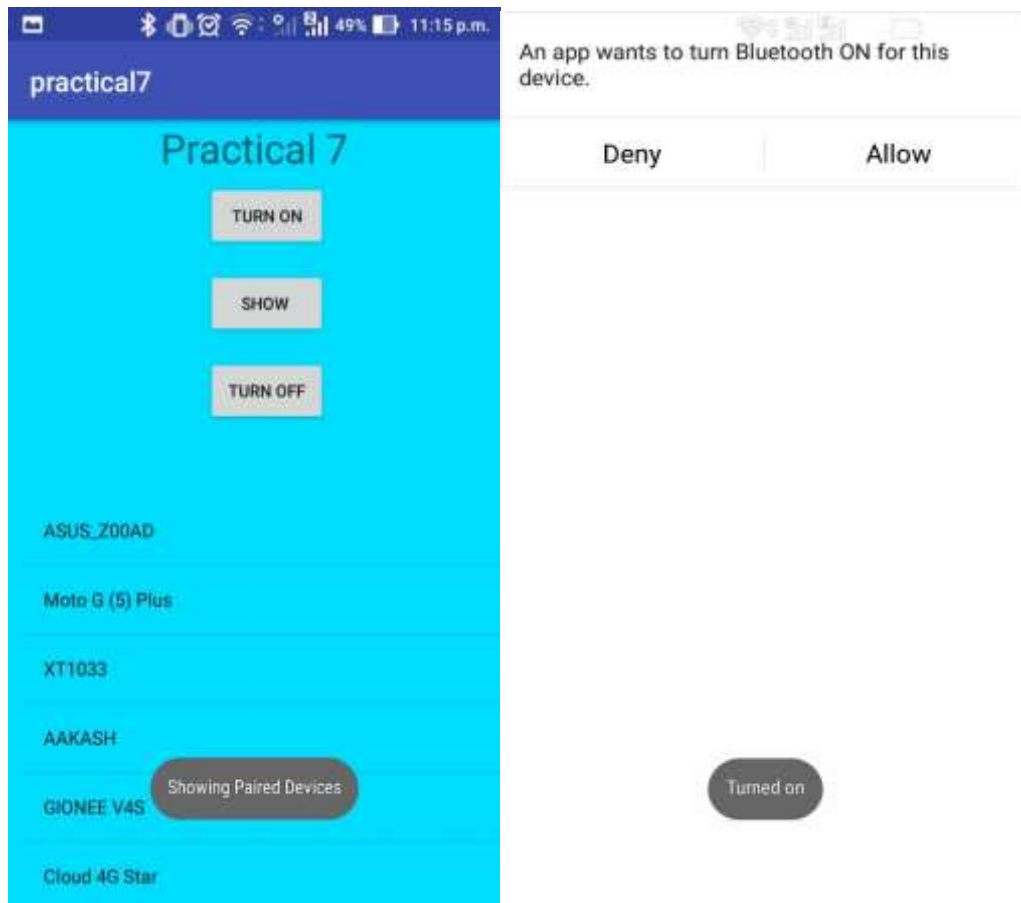 49% 11:15 p.m.
practical7
Practical 7
TURN ON
SHOW
TURN OFF
ASUS_Z00AD
Moto G (5) Plus
XT1033
AAKASH
Showing Paired Devices
GIONEE V4S
Cloud 4G Star
An app wants to turn Bluetooth ON for this
device.
Deny Allow
Turned on